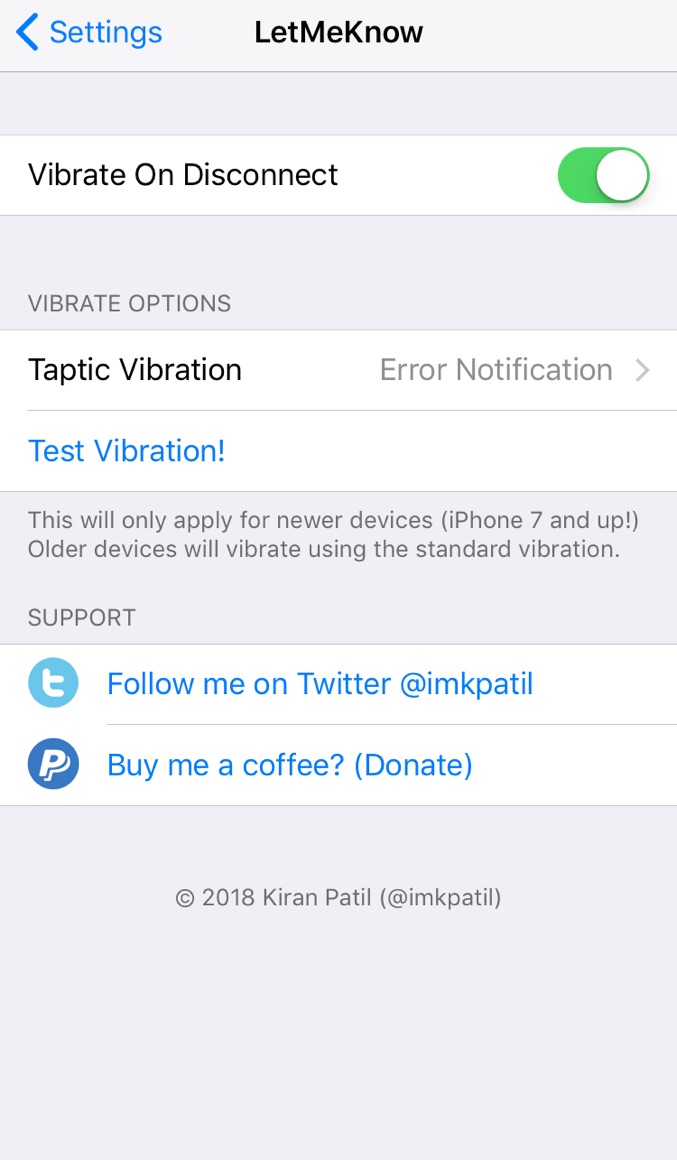 Settings
LetMeKnow
Vibrate On Disconnect
VIBRATE OPTIONS
Taptic Vibration
Error Notification
Test Vibration!
This will only apply for newer devices (iPhone 7 and up!)
Older devices will vibrate using the standard vibration.
SUPPORT
Follow me on Twitter @imkpatil
Buy me a coffee? (Donate)
© 2018 Kiran Patil (@imkpatil)